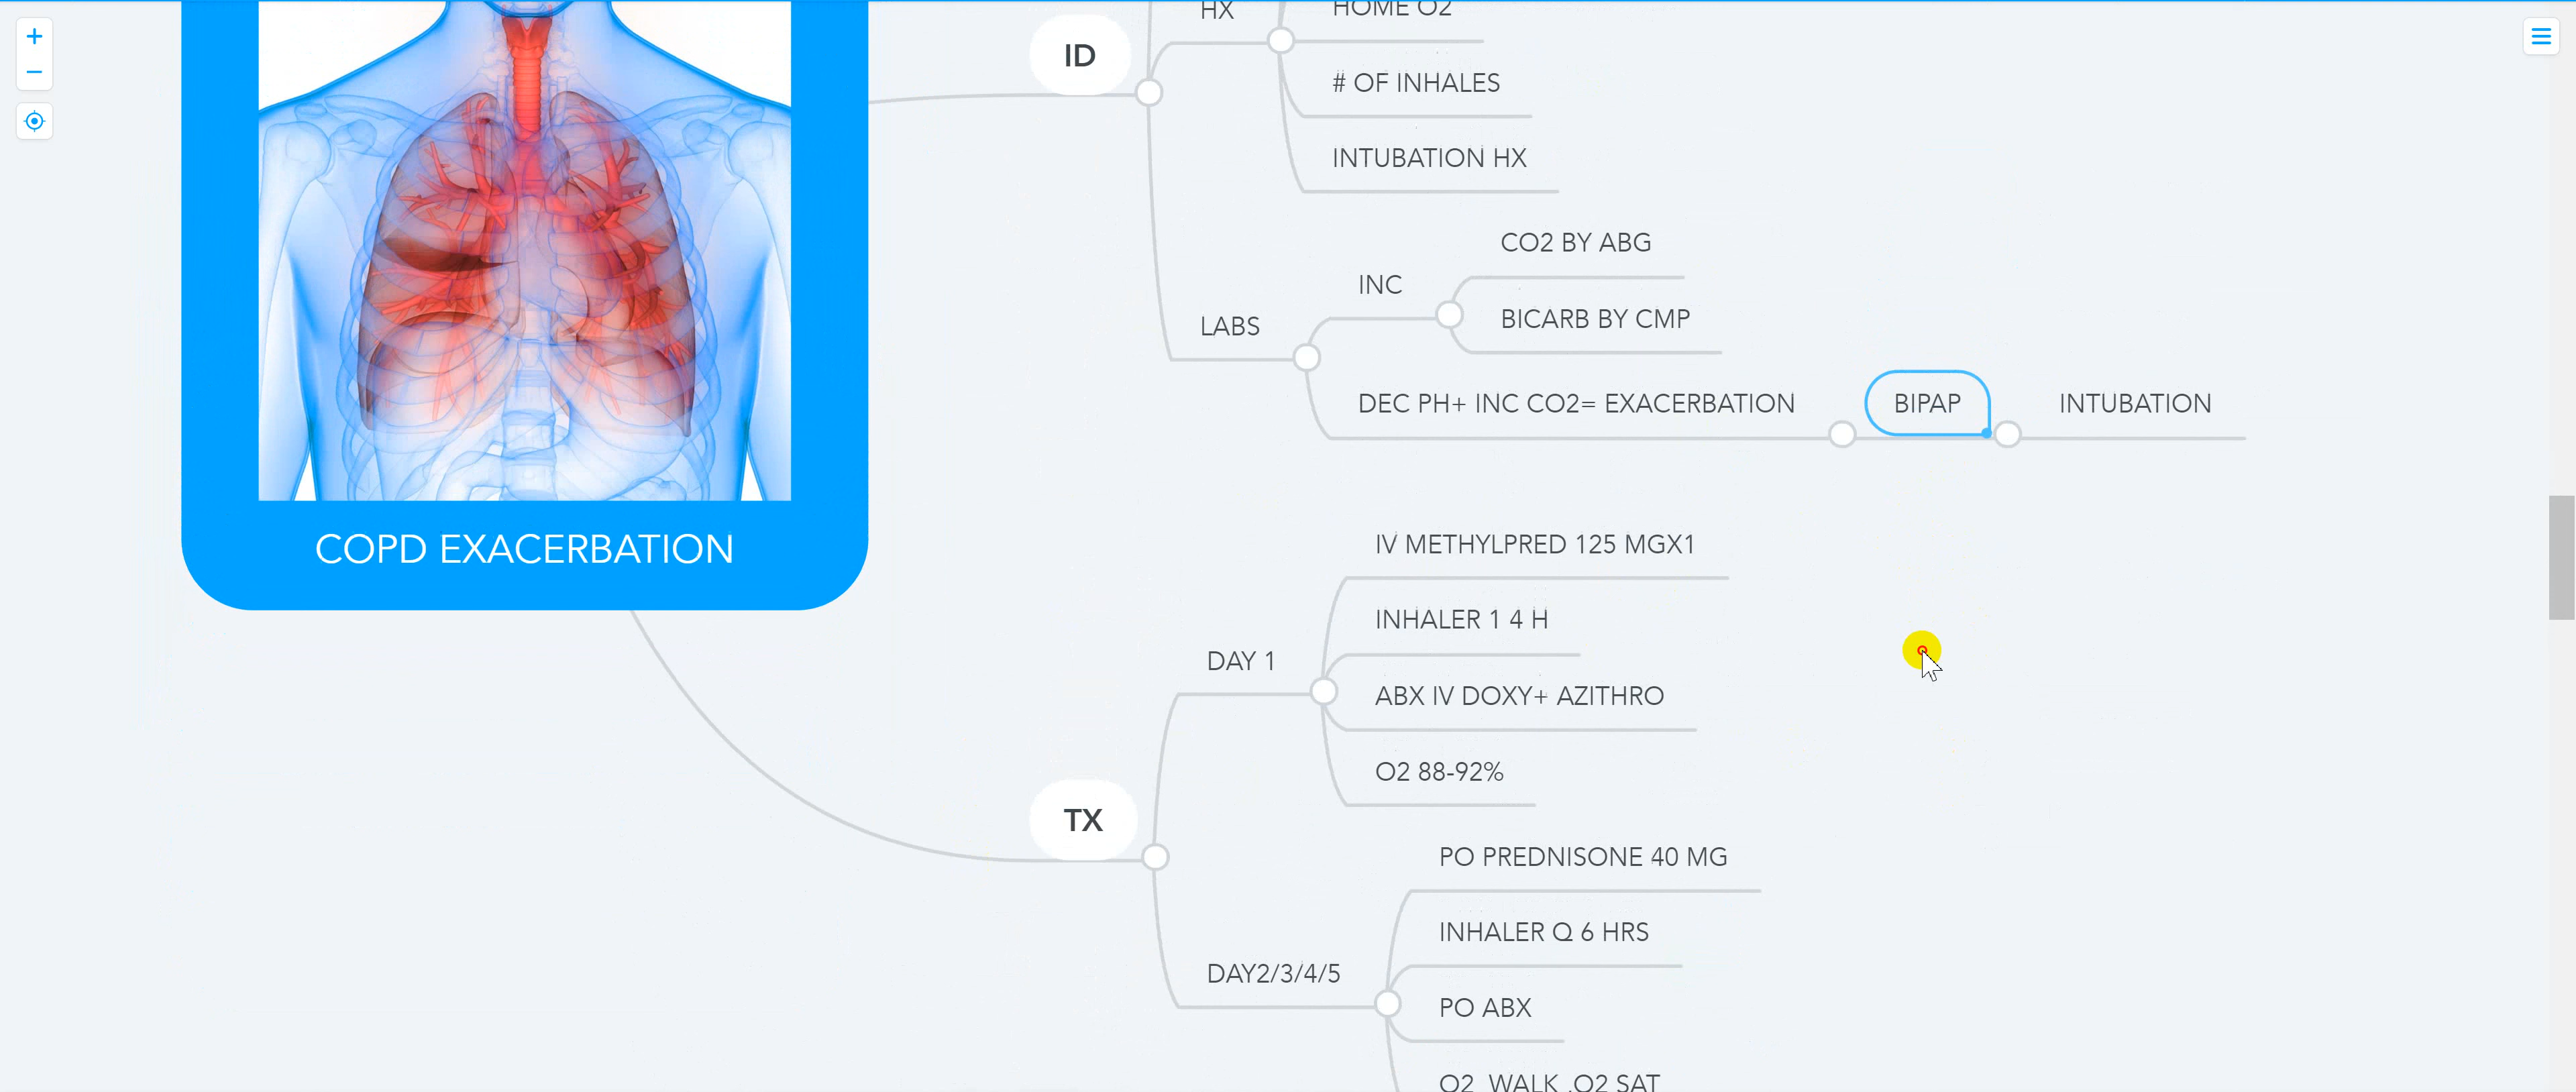 COPD EXACERBATION
ID
HX
HOME O2
# OF INHALES
INTUBATION HX
LABS
INC
CO2 BY ABG
BICARB BY CMP
DEC PH+ INC CO2= EXACERBATION
BIPAP
INTUBATION
TX
DAY 1
IV METHYLPRED 125 MGX1
INHALER 1 4 H
ABX IV DOXY+ AZITHRO
O2 88-92%
DAY2/3/4/5
PO PREDNISONE 40 MG
INHALER Q 6 HRS
PO ABX
O2 WALK ,O2 SAT